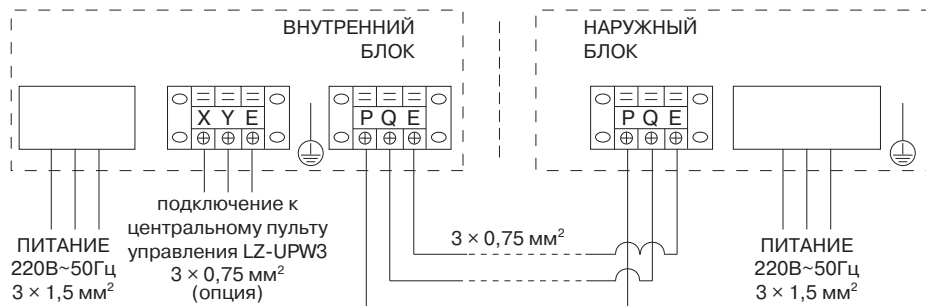 ВНУТРЕННИЙ
БЛОК
НАРУЖНЫЙ
БЛОК
X Y E
P Q E
P Q E
подключение к
центральному пульту
управления LZ-UPW3
3 × 0,75 мм²
(опция)
ПИТАНИЕ
220В~50Гц
3 × 1,5 мм²
3 × 0,75 мм²
ПИТАНИЕ
220В~50Гц
3 × 1,5 мм²